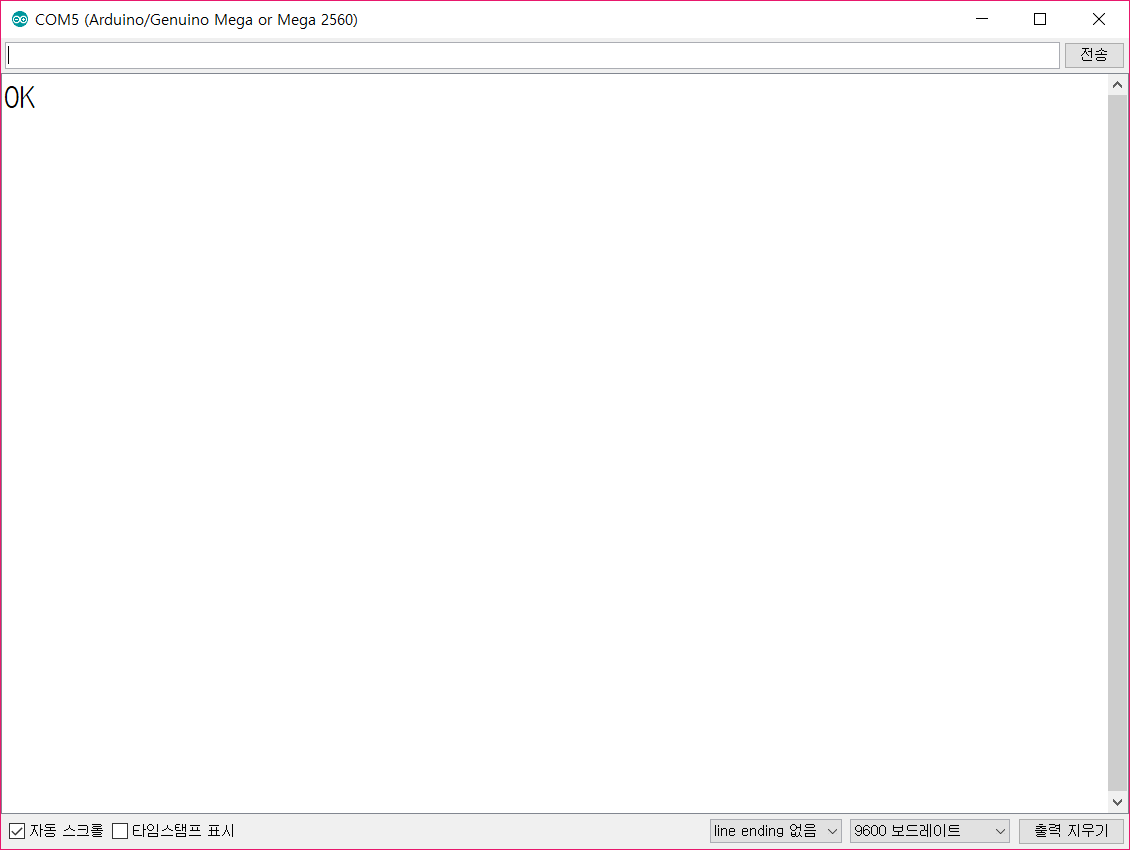 COM5 (Arduino/Genuino Mega or Mega 2560)
전송
OK
자동 스크롤 타임스탬프 표시 line ending 없음 9600 보드레이트 출력 지우기